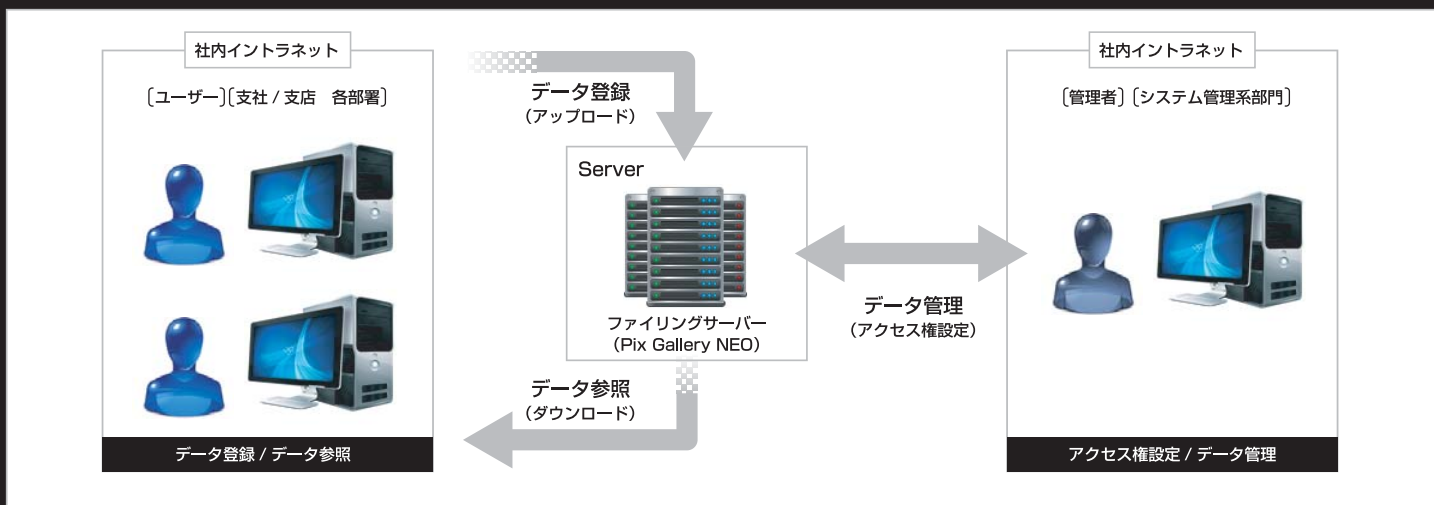 社内イントラネット
〔ユーザー〕〔支社 / 支店　各部署〕
データ登録 / データ参照
データ登録
（アップロード）
Server
ファイリングサーバー
（Pix Gallery NEO）
データ参照
（ダウンロード）
データ管理
（アクセス権設定）
社内イントラネット
〔管理者〕〔システム管理系部門〕
アクセス権設定 / データ管理